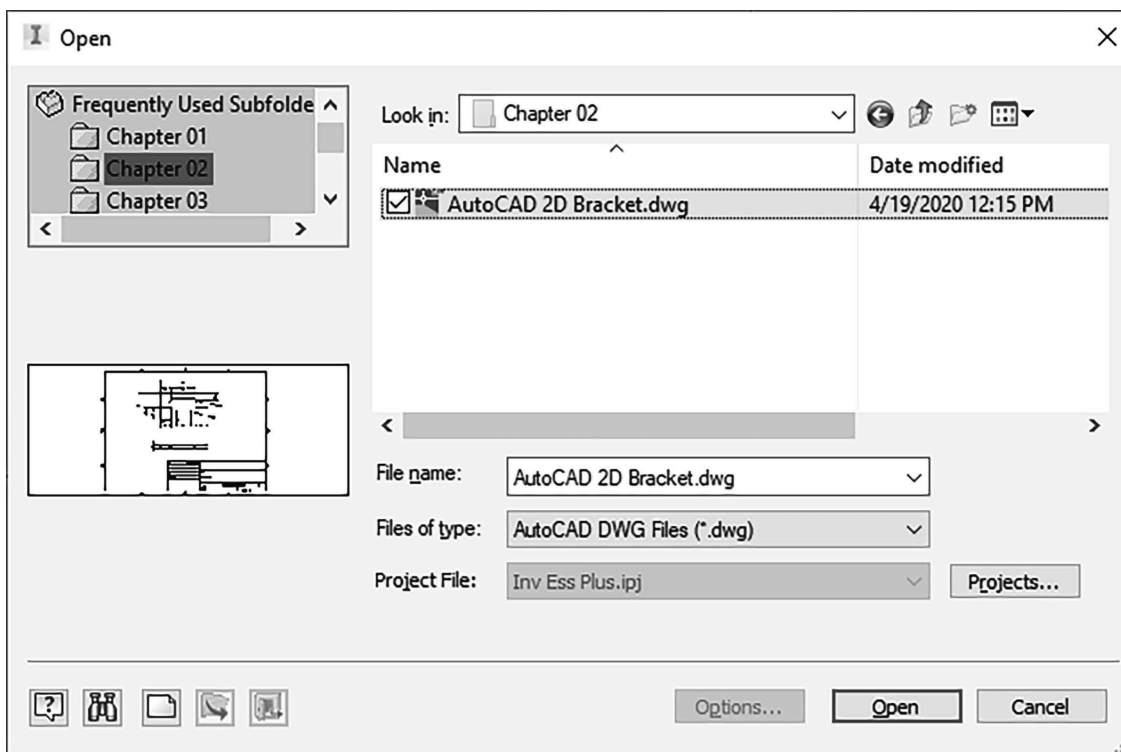 Open
Frequently Used Subfolde
Chapter 01
Chapter 02
Chapter 03
Look in: Chapter 02
Name Date modified
AutoCAD 2D Bracket.dwg 4/19/2020 12:15 PM
File name: AutoCAD 2D Bracket.dwg
Files of type: AutoCAD DWG Files (*.dwg)
Project File: Inv Ess Plus.ipj Projects...
Options... Open Cancel